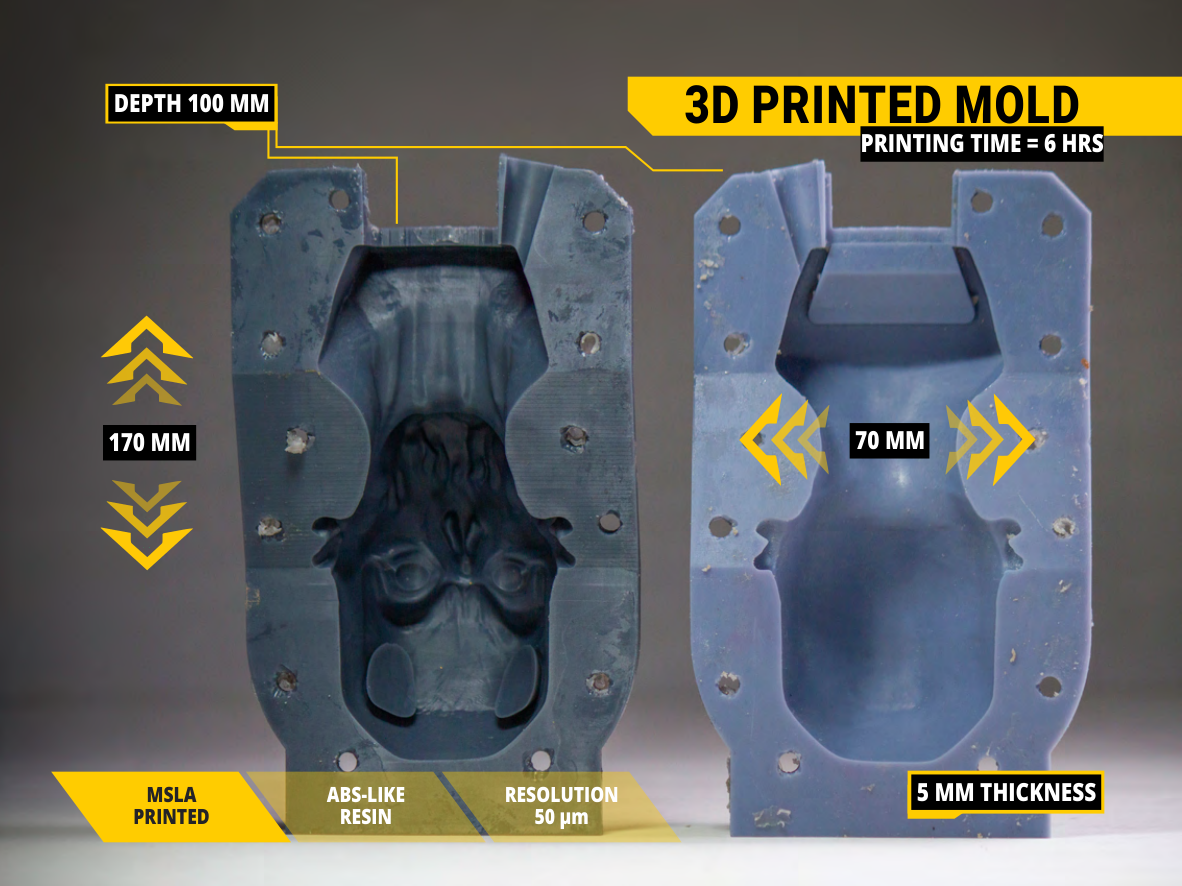 DEPTH 100 MM
3D PRINTED MOLD
PRINTING TIME = 6 HRS
170 MM
70 MM
MSLA
PRINTED
ABS-LIKE
RESIN
RESOLUTION
50 µm
5 MM THICKNESS